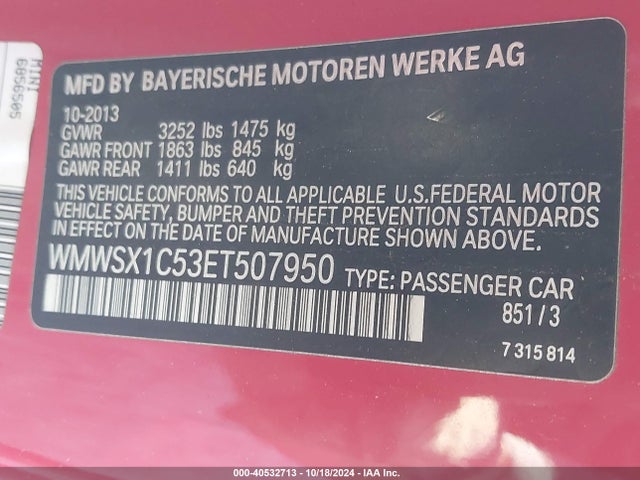 MINI
6856505
MFD BY BAYERISCHE MOTOREN WERKE AG
10-2013
GVWR 3252 lbs 1475 kg
GAWR FRONT 1863 lbs 845 kg
GAWR REAR 1411 lbs 640 kg
THIS VEHICLE CONFORMS TO ALL APPLICABLE U.S.FEDERAL MOTOR
VEHICLE SAFETY, BUMPER AND THEFT PREVENTION STANDARDS
IN EFFECT ON THE DATE OF MANUFACTURE SHOWN ABOVE.
WMWSX1C53ET507950 TYPE: PASSENGER CAR
851 / 3
7 315 814
000-40532713 - 10/18/2024 - IAA Inc.